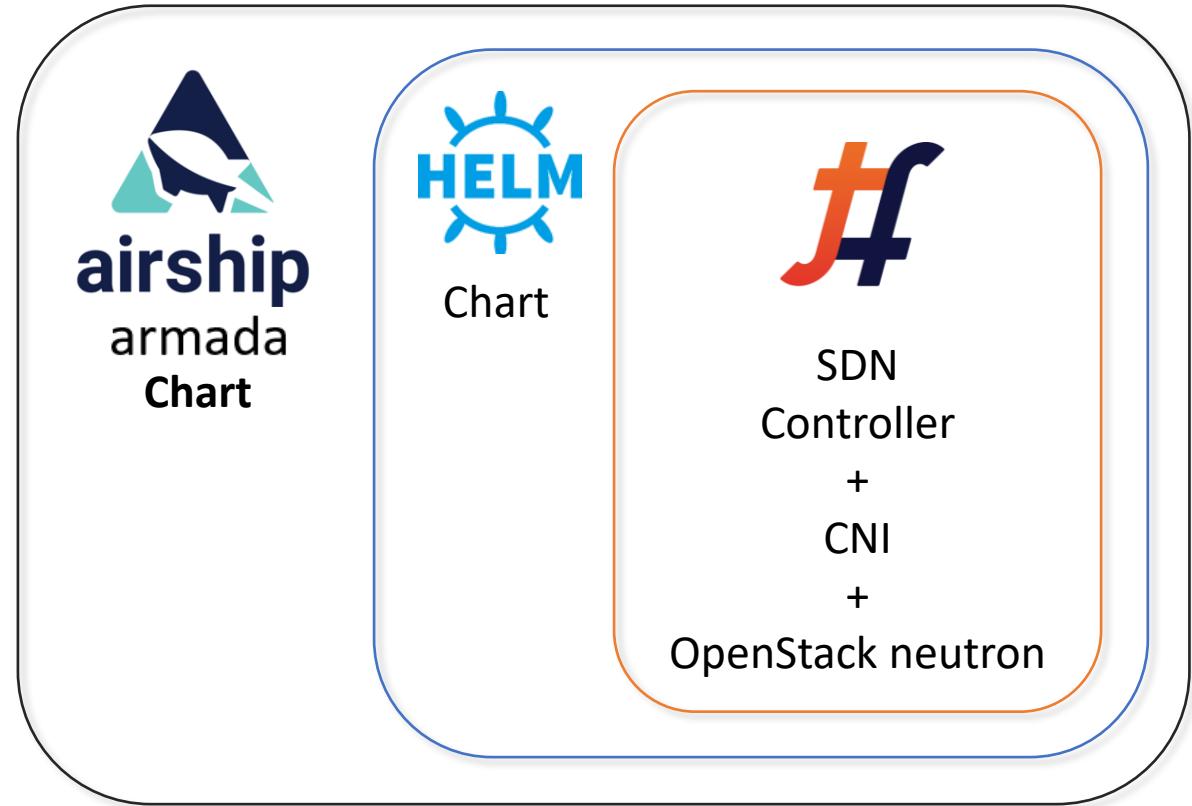 airship
armada
Chart
HELM
Chart
SDN
Controller
+
CNI
+
OpenStack neutron